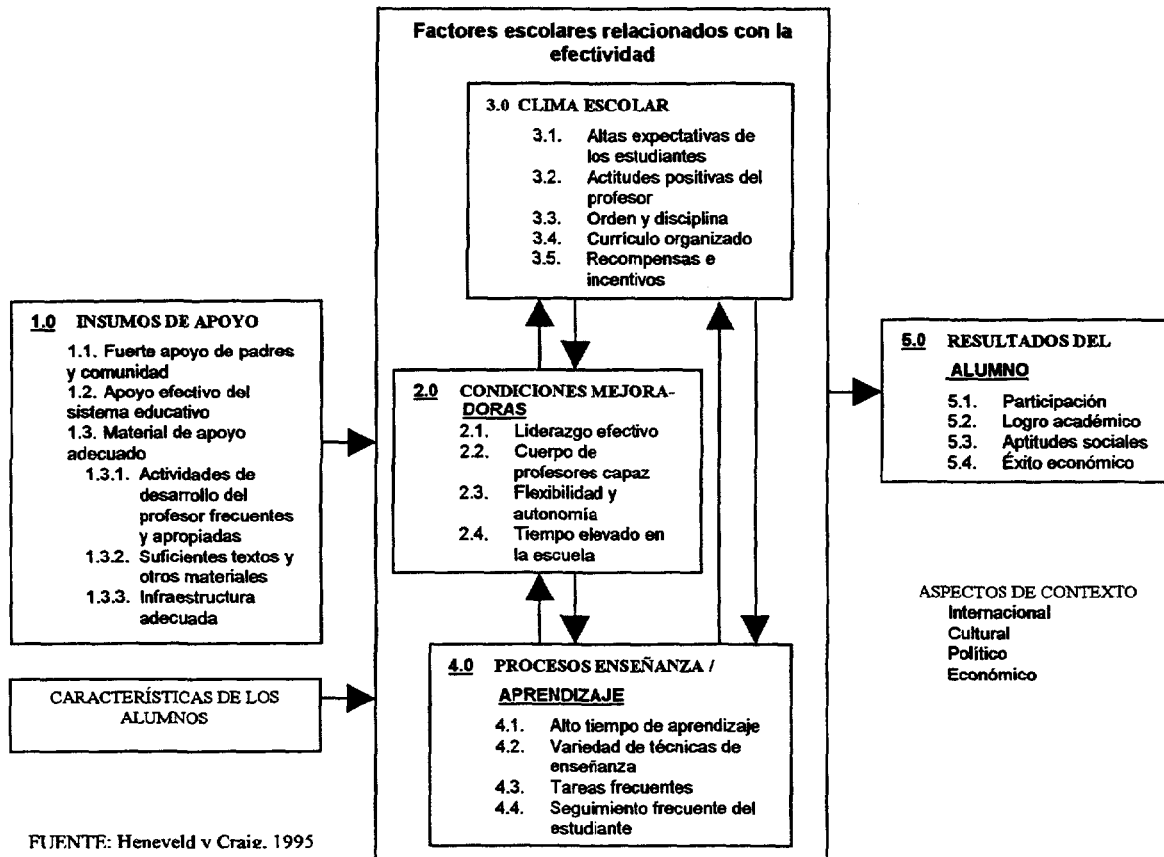 Factores escolares relacionados con la
efectividad
3.0 CLIMA ESCOLAR
3.1. Altas expectativas de
los estudiantes
3.2. Actitudes positivas del
profesor
3.3. Orden y disciplina
3.4. Currículo organizado
3.5. Recompensas e
incentivos
1.0 INSUMOS DE APOYO
1.1. Fuerte apoyo de padres
y comunidad
1.2. Apoyo efectivo del
sistema educativo
1.3. Material de apoyo
adecuado
1.3.1. Actividades de
desarrollo del
profesor frecuentes
y apropiadas
1.3.2. Suficientes textos y
otros materiales
1.3.3. Infraestructura
adecuada
2.0 CONDICIONES MEJORA-
DORAS
2.1. Liderazgo efectivo
2.2. Cuerpo de
profesores capaz
2.3. Flexibilidad y
autonomía
2.4. Tiempo elevado en
la escuela
5.0 RESULTADOS DEL
ALUMNO
5.1. Participación
5.2. Logro académico
5.3. Aptitudes sociales
5.4. Éxito económico
ASPECTOS DE CONTEXTO
Internacional
Cultural
Político
Económico
CARACTERÍSTICAS DE LOS
ALUMNOS
4.0 PROCESOS ENSEÑANZA /
APRENDIZAJE
4.1. Alto tiempo de aprendizaje
4.2. Variedad de técnicas de
enseñanza
4.3. Tareas frecuentes
4.4. Seguimiento frecuente del
estudiante
FUENTE: Heneveld y Craig, 1995